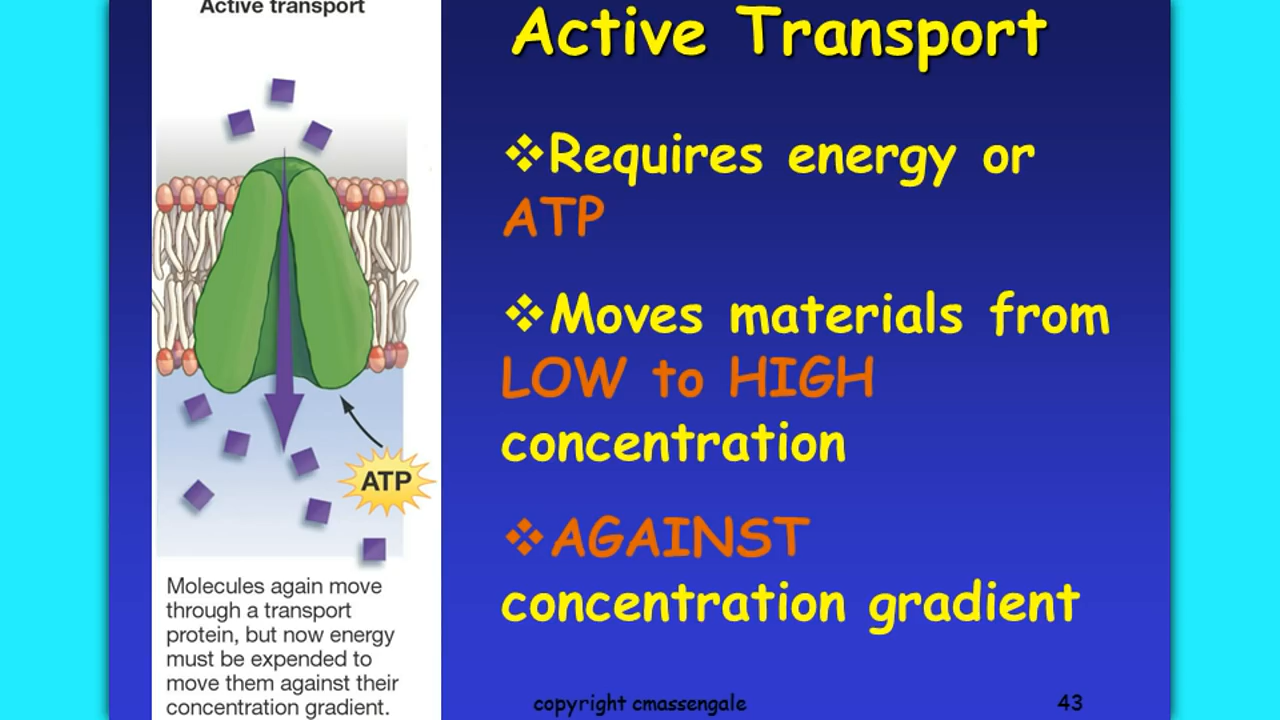 Active transport
ATP
Molecules again move
through a transport
protein, but now energy
must be expended to
move them against their
concentration gradient.
Active Transport
❖Requires energy or
ATP
❖Moves materials from
LOW to HIGH
concentration
❖AGAINST
concentration gradient
copyright cmassengale
43